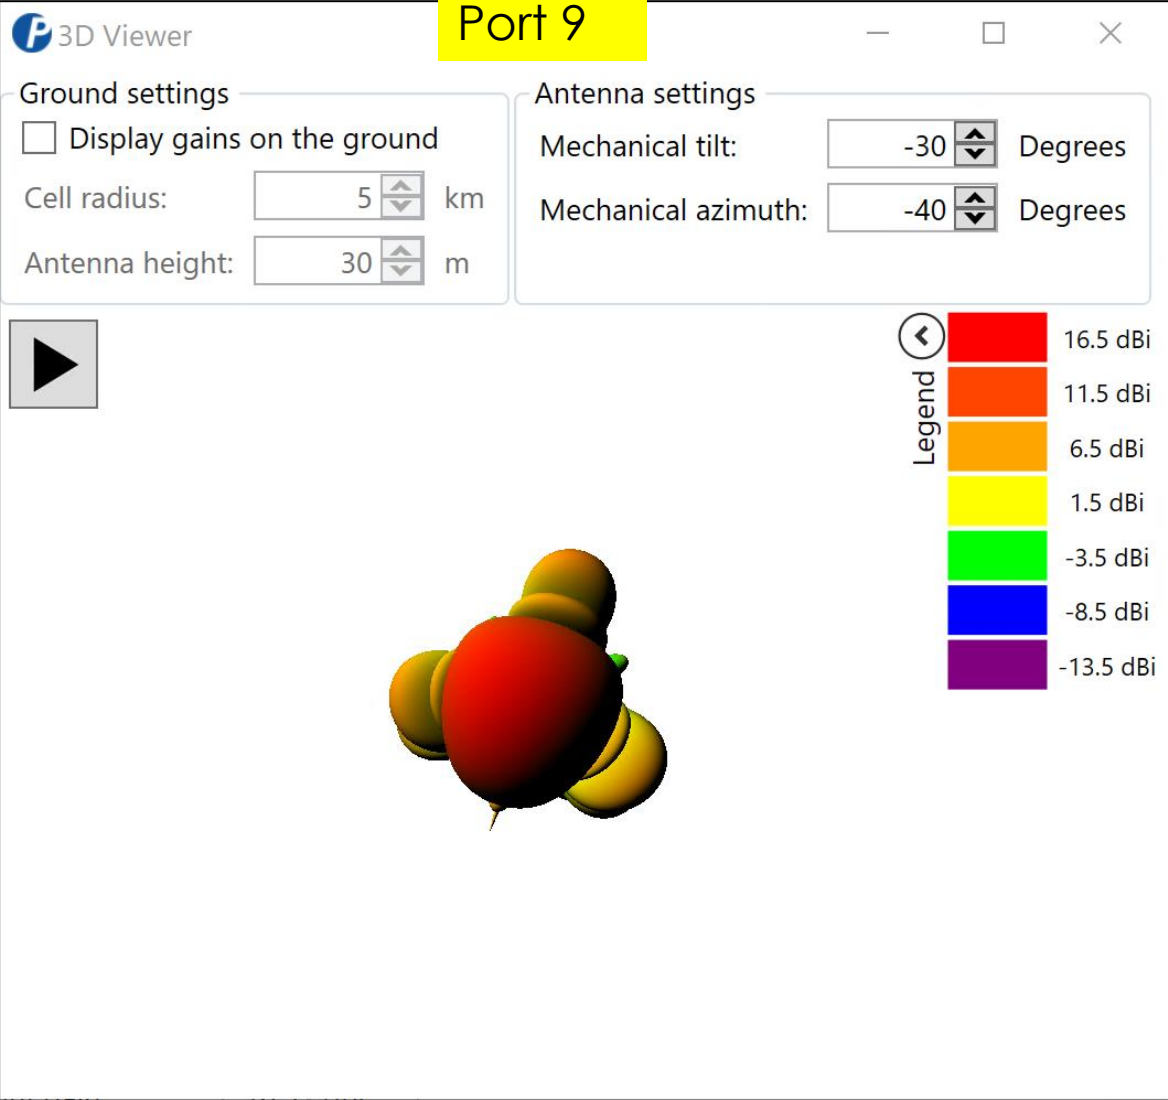 Port 9
3D Viewer
Ground settings
Display gains on the ground
Cell radius: 5 km
Antenna height: 30 m
Antenna settings
Mechanical tilt: -30 Degrees
Mechanical azimuth: -40 Degrees
Legend
16.5 dBi
11.5 dBi
6.5 dBi
1.5 dBi
-3.5 dBi
-8.5 dBi
-13.5 dBi